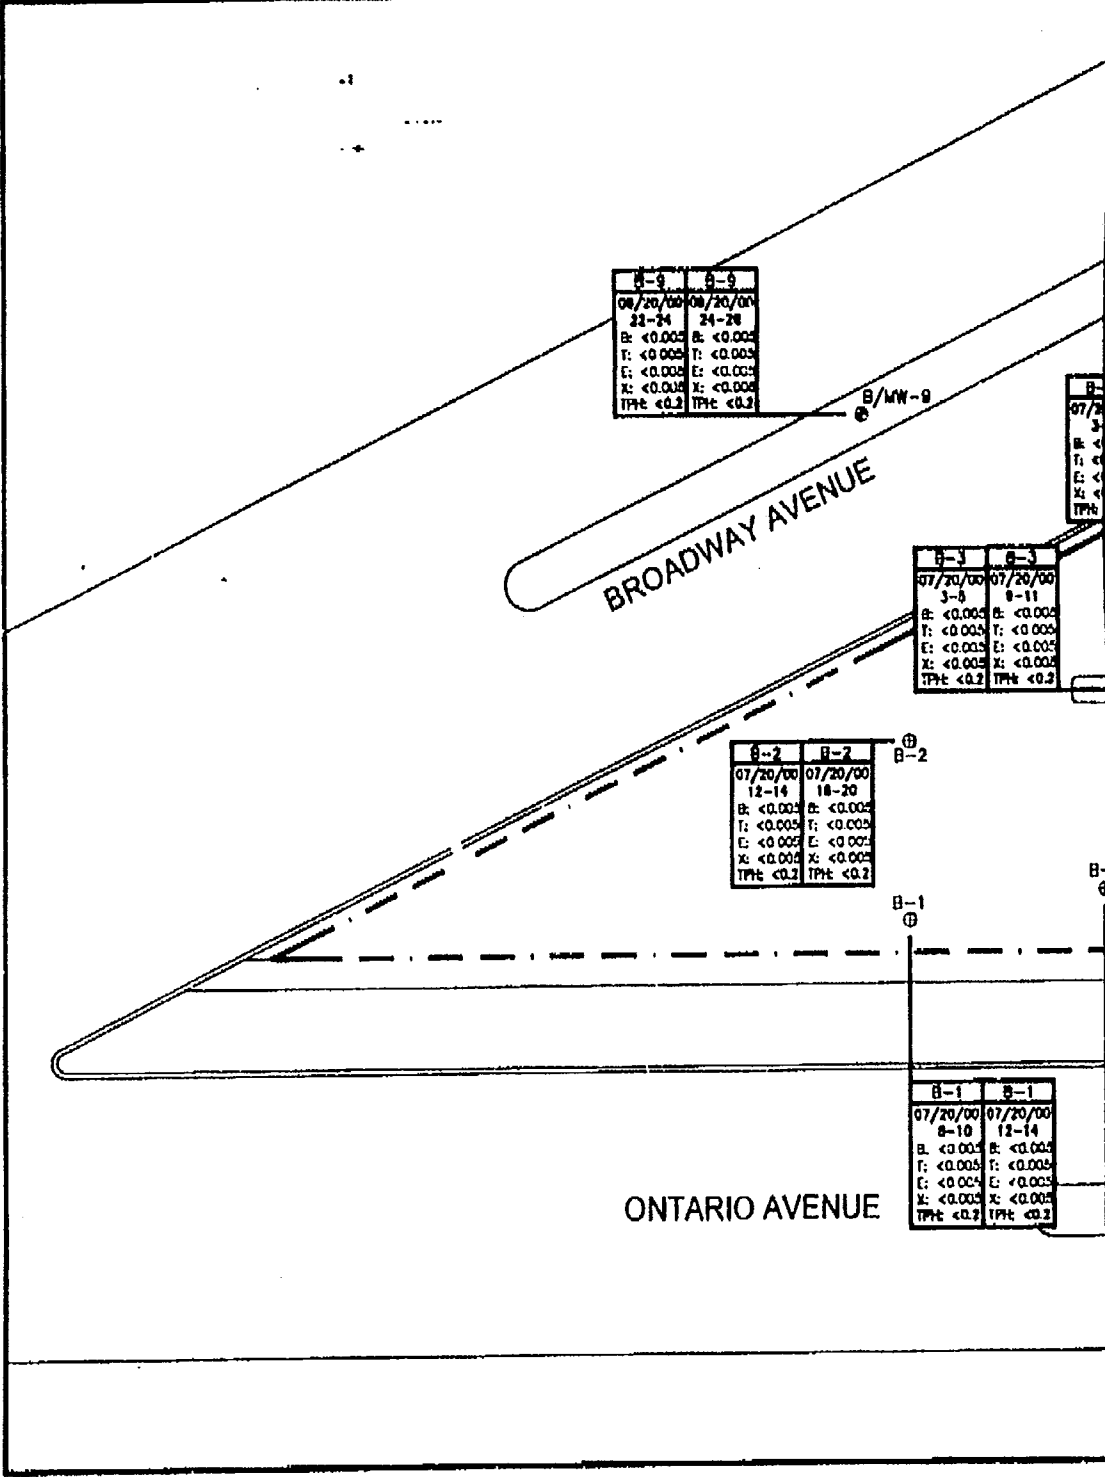 B-9 B-9
08/20/00 08/20/00
22-24
B: <0.005 B: <0.005
T: <0.005 T: <0.005
E: <0.005 E: <0.005
X: <0.005 X: <0.005
TPH: <0.2 TPH: <0.2
B/MW-9
BROADWAY AVENUE
B-
07/2
3-
B: <
T: <
E: <
X: <
TPH:
B-3 B-3
07/20/00 07/20/00
9-11
B: <0.005 B: <0.005
T: <0.005 T: <0.005
E: <0.005 E: <0.005
X: <0.005 X: <0.005
TPH: <0.2 TPH: <0.2
B-2
B-2 B-2
07/20/00 07/20/00
12-14 18-20
B: <0.005 B: <0.005
T: <0.005 T: <0.005
E: <0.005 E: <0.005
X: <0.005 X: <0.005
TPH: <0.2 TPH: <0.2
B-
B-1
B-1 B-1
07/20/00 07/20/00
8-10 12-14
B: <0.005 B: <0.005
T: <0.005 T: <0.005
E: <0.005 E: <0.005
X: <0.005 X: <0.005
TPH: <0.2 TPH: <0.2
ONTARIO AVENUE